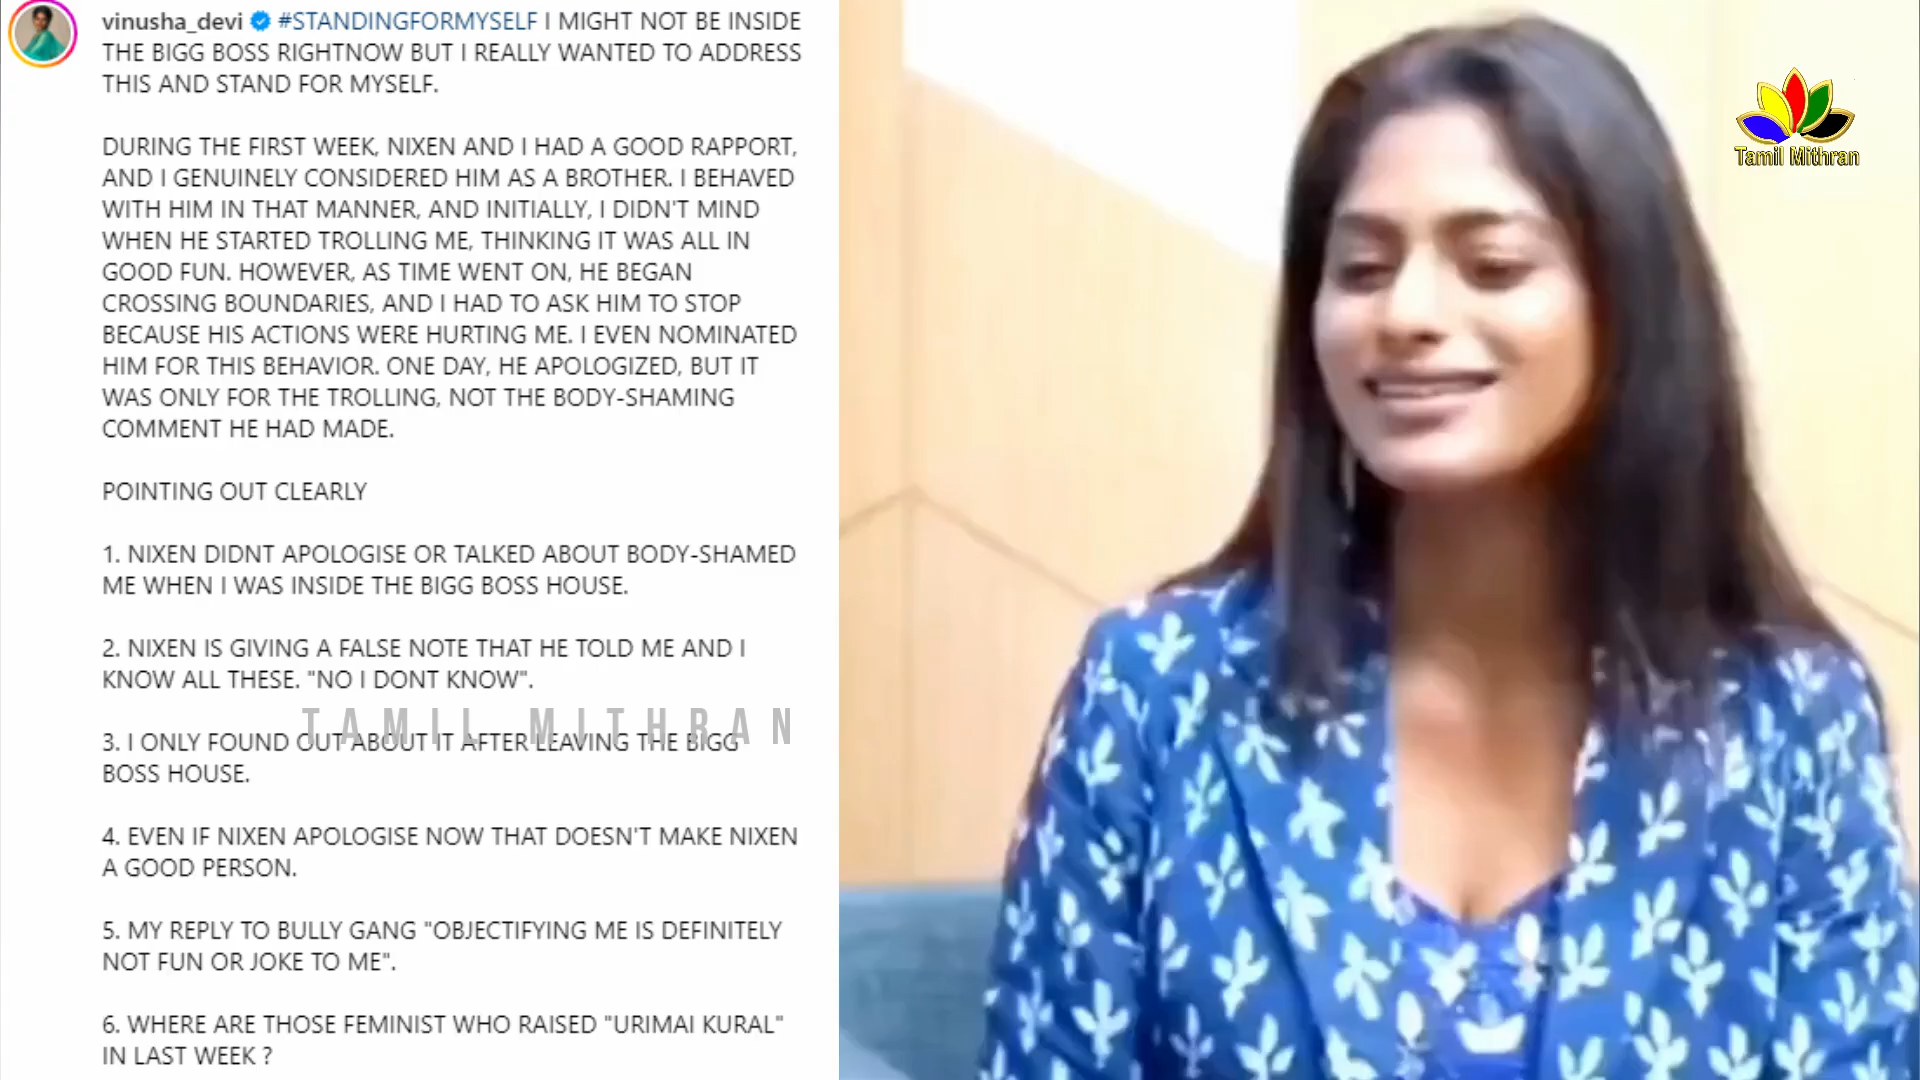 vinusha_devi #STANDINGFORMYSELF I MIGHT NOT BE INSIDE
THE BIGG BOSS RIGHTNOW BUT I REALLY WANTED TO ADDRESS
THIS AND STAND FOR MYSELF.
DURING THE FIRST WEEK, NIXEN AND I HAD A GOOD RAPPORT,
AND I GENUINELY CONSIDERED HIM AS A BROTHER. I BEHAVED
WITH HIM IN THAT MANNER, AND INITIALLY, I DIDN'T MIND
WHEN HE STARTED TROLLING ME, THINKING IT WAS ALL IN
GOOD FUN. HOWEVER, AS TIME WENT ON, HE BEGAN
CROSSING BOUNDARIES, AND I HAD TO ASK HIM TO STOP
BECAUSE HIS ACTIONS WERE HURTING ME. I EVEN NOMINATED
HIM FOR THIS BEHAVIOR. ONE DAY, HE APOLOGIZED, BUT IT
WAS ONLY FOR THE TROLLING, NOT THE BODY-SHAMING
COMMENT HE HAD MADE.
POINTING OUT CLEARLY
1. NIXEN DIDNT APOLOGISE OR TALKED ABOUT BODY-SHAMED
ME WHEN I WAS INSIDE THE BIGG BOSS HOUSE.
2. NIXEN IS GIVING A FALSE NOTE THAT HE TOLD ME AND I
KNOW ALL THESE. "NO I DONT KNOW".
TAMIL MITHRAN
3. I ONLY FOUND OUT ABOUT IT AFTER LEAVING THE BIGG
BOSS HOUSE.
4. EVEN IF NIXEN APOLOGISE NOW THAT DOESN'T MAKE NIXEN
A GOOD PERSON.
5. MY REPLY TO BULLY GANG "OBJECTIFYING ME IS DEFINITELY
NOT FUN OR JOKE TO ME".
6. WHERE ARE THOSE FEMINIST WHO RAISED "URIMAI KURAL"
IN LAST WEEK ?
Tamil Mithran